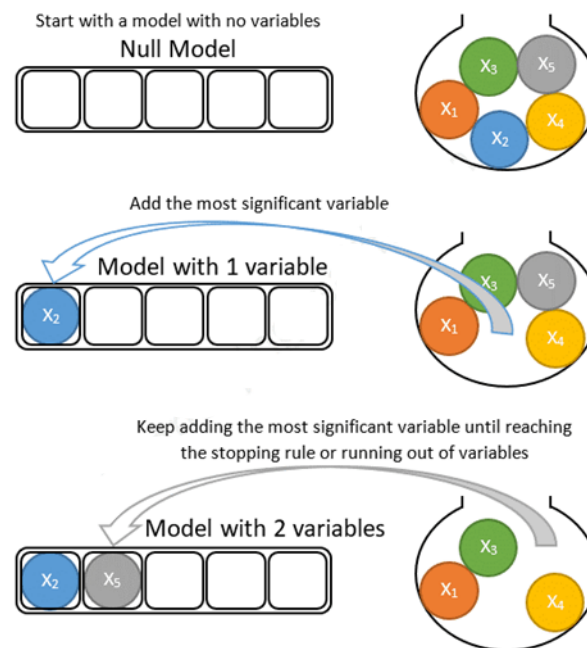 Start with a model with no variables
Null Model
X3
X5
X1
X4
X2
Add the most significant variable
Model with 1 variable
X3
X5
X2
X1
X4
Keep adding the most significant variable until reaching
the stopping rule or running out of variables
Model with 2 variables
X3
X2
X5
X1
X4